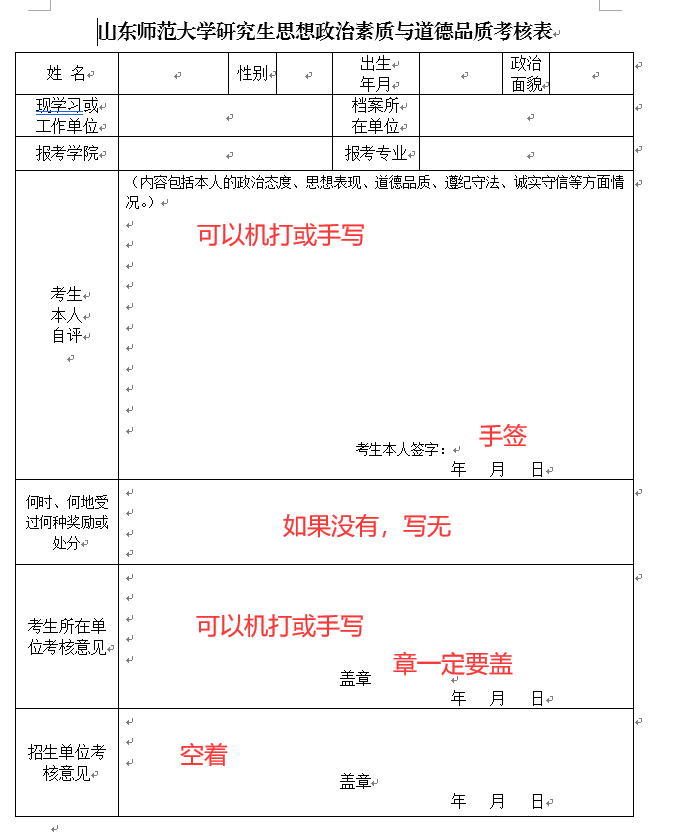 山东师范大学研究生思想政治素质与道德品质考核表
姓 名
性别
出生
年月
政治
面貌
现学习或
工作单位
档案所
在单位
报考学院
报考专业
考生
本人
自评
（内容包括本人的政治态度、思想表现、道德品质、遵纪守法、诚实守信等方面情
况。）
可以机打或手写
考生本人签字：
手签
年 月 日
何时、何地受
过何种奖励或
处分
如果没有，写无
考生所在单
位考核意见
可以机打或手写
章一定要盖
盖章
年 月 日
招生单位考
核意见
空着
盖章
年 月 日